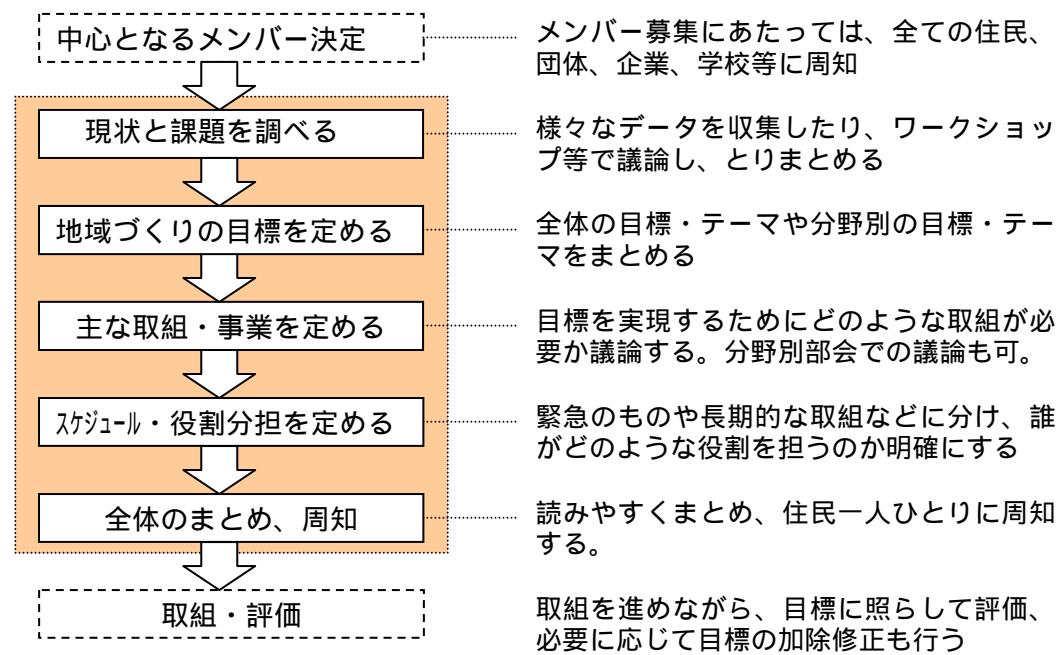 中心となるメンバー決定
メンバー募集にあたっては、全ての住民、
団体、企業、学校等に周知
現状と課題を調べる
様々なデータを収集したり、ワークショッ
プ等で議論し、とりまとめる
地域づくりの目標を定める
全体の目標・テーマや分野別の目標・テー
マをまとめる
主な取組・事業を定める
目標を実現するためにどのような取組が必
要か議論する。分野別部会での議論も可。
ｽｹｼﾞｭｰﾙ・役割分担を定める
緊急のものや長期的な取組などに分け、誰
がどのような役割を担うのか明確にする
全体のまとめ、周知
読みやすくまとめ、住民一人ひとりに周知
する。
取組・評価
取組を進めながら、目標に照らして評価、
必要に応じて目標の加除修正も行う